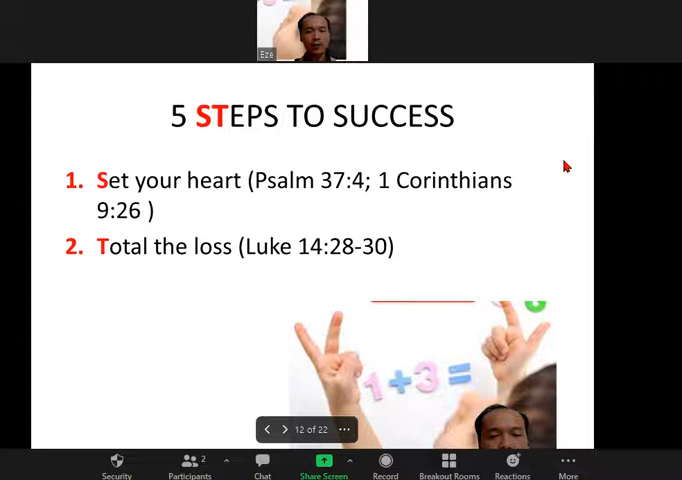 Eze
5 STEPS TO SUCCESS
1. Set your heart (Psalm 37:4; 1 Corinthians
9:26 )
2. Total the loss (Luke 14:28-30)
1+3=
12 of 22
2
Security
Participants
Chat
Share Screen
Record
Breakout Rooms
Reactions
More